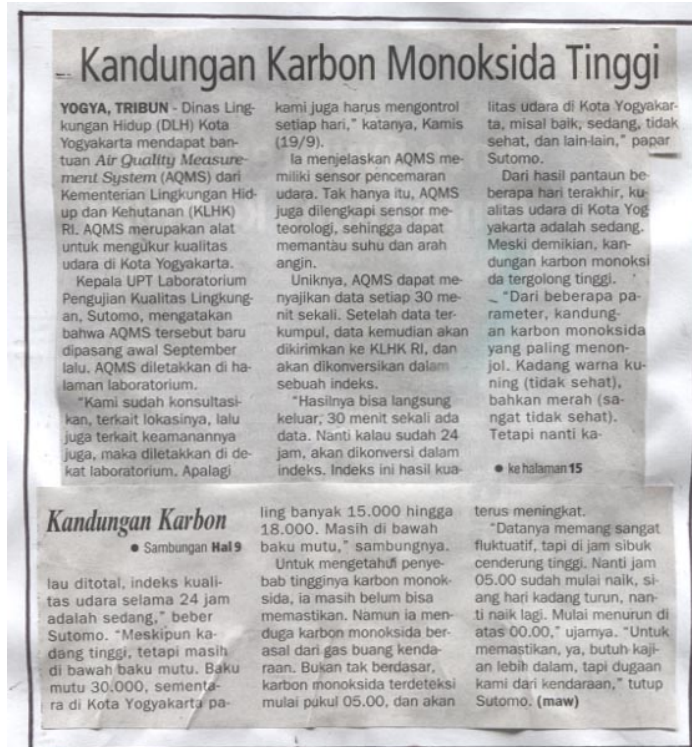 Kandungan Karbon Monoksida Tinggi
YOGYA, TRIBUN - Dinas Ling-
kungan Hidup (DLH) Kota
Yogyakarta mendapat ban-
tuan Air Quality Measure-
ment System (AQMS) dari
Kementerian Lingkungan Hid-
up dan Kehutanan (KLHK)
RI. AQMS merupakan alat
untuk mengukur kualitas
udara di Kota Yogyakarta.
Kepala UPT Laboratorium
Pengujian Kualitas Lingkung-
an, Sutomo, mengatakan
bahwa AQMS tersebut baru
dipasang awal September
lalu. AQMS diletakkan di ha-
laman laboratorium.
"Kami sudah konsultasi-
kan, terkait lokasinya, lalu
juga terkait keamanannya
juga, maka diletakkan di de-
kat laboratorium. Apalagi
kami juga harus mengontrol
setiap hari," katanya, Kamis
(19/9).
Ia menjelaskan AQMS me-
miliki sensor pencemaran
udara. Tak hanya itu, AQMS
juga dilengkapi sensor me-
teorologi, sehingga dapat
memantau suhu dan arah
angin.
Uniknya, AQMS dapat me-
nyajikan data setiap 30 me-
nit sekali. Setelah data ter-
kumpul, data kemudian akan
dikirimkan ke KLHK RI, dan
akan dikonversikan dalam
sebuah indeks.
"Hasilnya bisa langsung
keluar, 30 menit sekali ada
data. Nanti kalau sudah 24
jam, akan dikonversi dalam
indeks. Indeks ini hasil kua-
litas udara di Kota Yogyakar-
ta, misal baik, sedang, tidak
sehat, dan lain-lain," papar
Sutomo.
Dari hasil pantaun be-
berapa hari terakhir, ku-
alitas udara di Kota Yog
yakarta adalah sedang.
Meski demikian, kan-
dungan karbon monoksi
da tergolong tinggi.
"Dari beberapa pa-
rameter, kandung-
an karbon monoksida
yang paling menon-
jol. Kadang warna ku-
ning (tidak sehat),
bahkan merah (sa-
ngat tidak sehat).
Tetapi nanti ka-
● ke halaman 15
Kandungan Karbon
● Sambungan Hal 9
lau ditotal, indeks kuali-
tas udara selama 24 jam
adalah sedang," beber
Sutomo. "Meskipun ka-
dang tinggi, tetapi masih
di bawah baku mutu. Baku
mutu 30.000, sementa-
ra di Kota Yogyakarta pa-
ling banyak 15.000 hingga
18.000. Masih di bawah
baku mutu," sambungnya.
Untuk mengetahui penye-
bab tingginya karbon monok-
sida, ia masih belum bisa
memastikan. Namun ia men-
duga karbon monoksida ber-
asal dari gas buang kenda-
raan. Bukan tak berdasar,
karbon monoksida terdeteksi
mulai pukul 05.00, dan akan
terus meningkat.
"Datanya memang sangat
fluktuatif, tapi di jam sibuk
cenderung tinggi. Nanti jam
05.00 sudah mulai naik, si-
ang hari kadang turun, nan-
ti naik lagi. Mulai menurun di
atas 00.00," ujarnya. "Untuk
memastikan, ya, butuh kaji-
an lebih dalam, tapi dugaan
kami dari kendaraan," tutup
Sutomo. (maw)